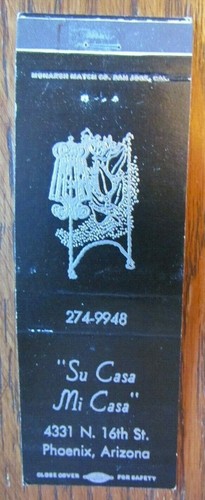 MONARCH MATCH CO. SAN JOSE, CAL.
274-9948
"Su Casa
Mi Casa"
4331 N. 16th St.
Phoenix, Arizona
CLOSE COVER FOR SAFETY